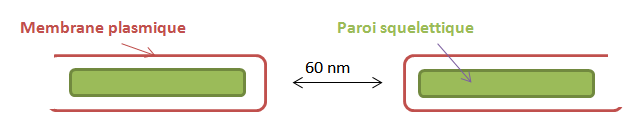 Membrane plasmique
Paroi squelettique
60 nm